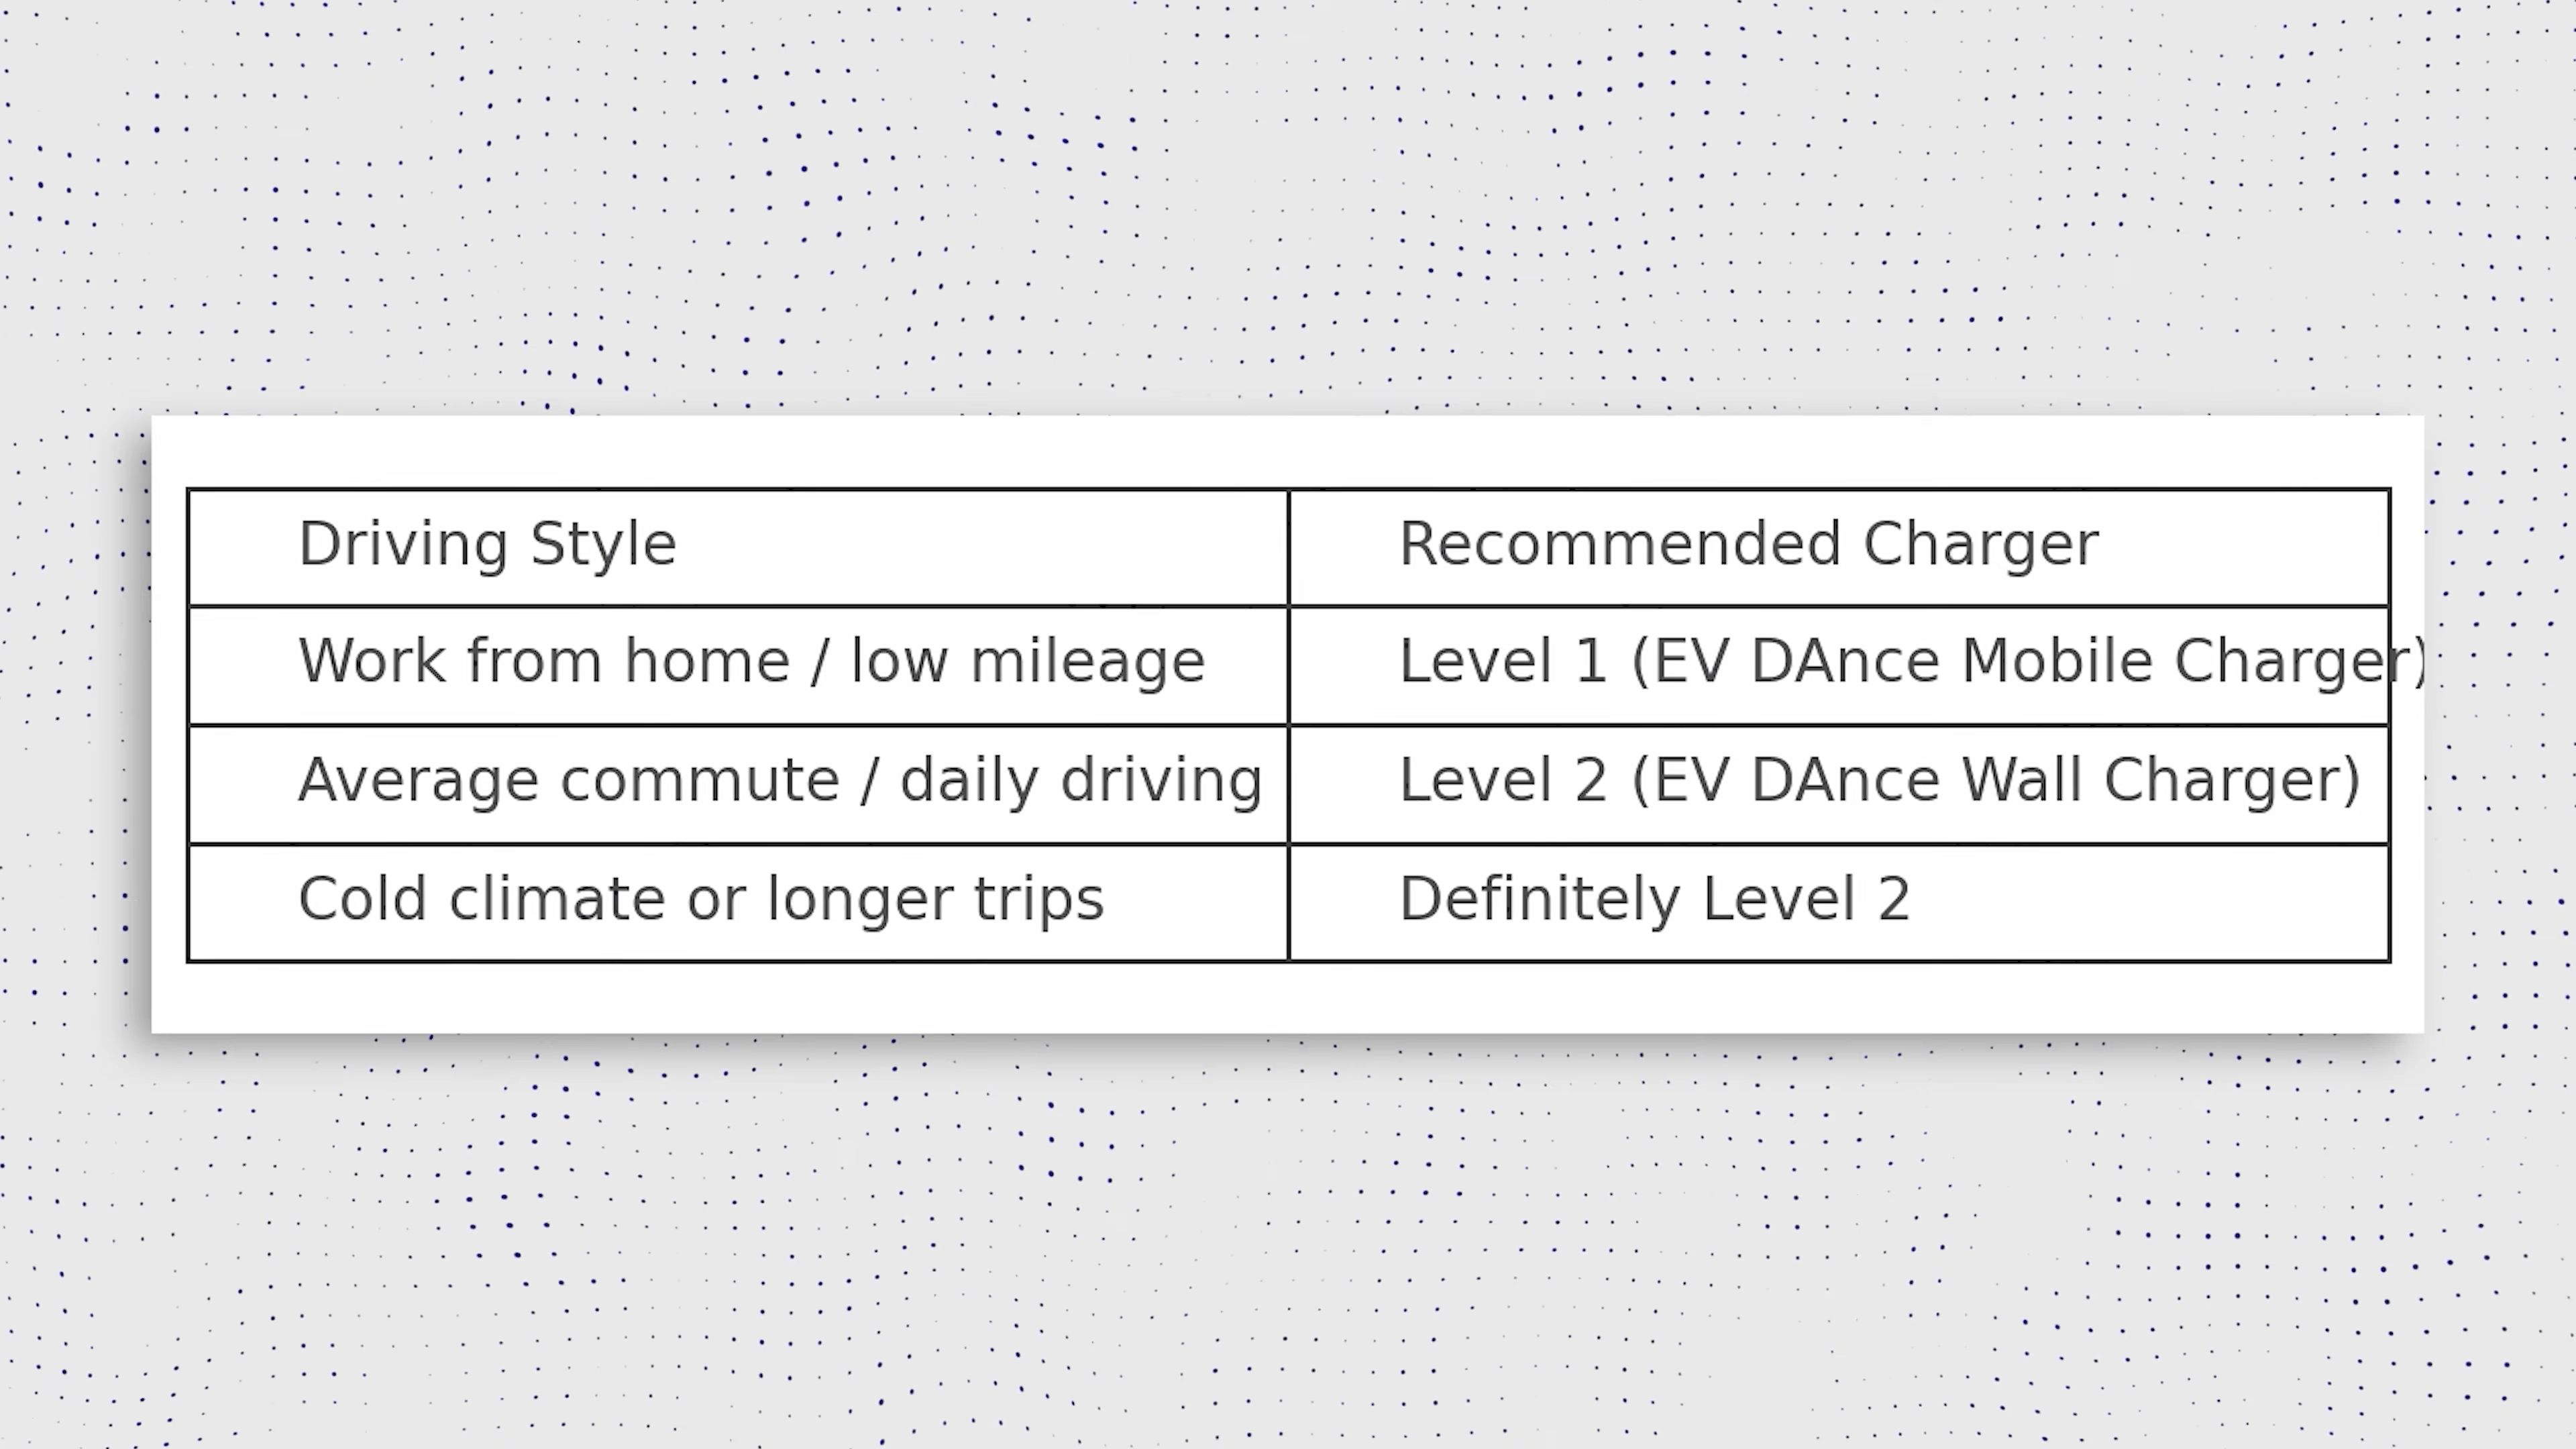 Driving Style
Recommended Charger
Work from home / low mileage
Level 1 (EV DAnce Mobile Charger)
Average commute / daily driving
Level 2 (EV DAnce Wall Charger)
Cold climate or longer trips
Definitely Level 2